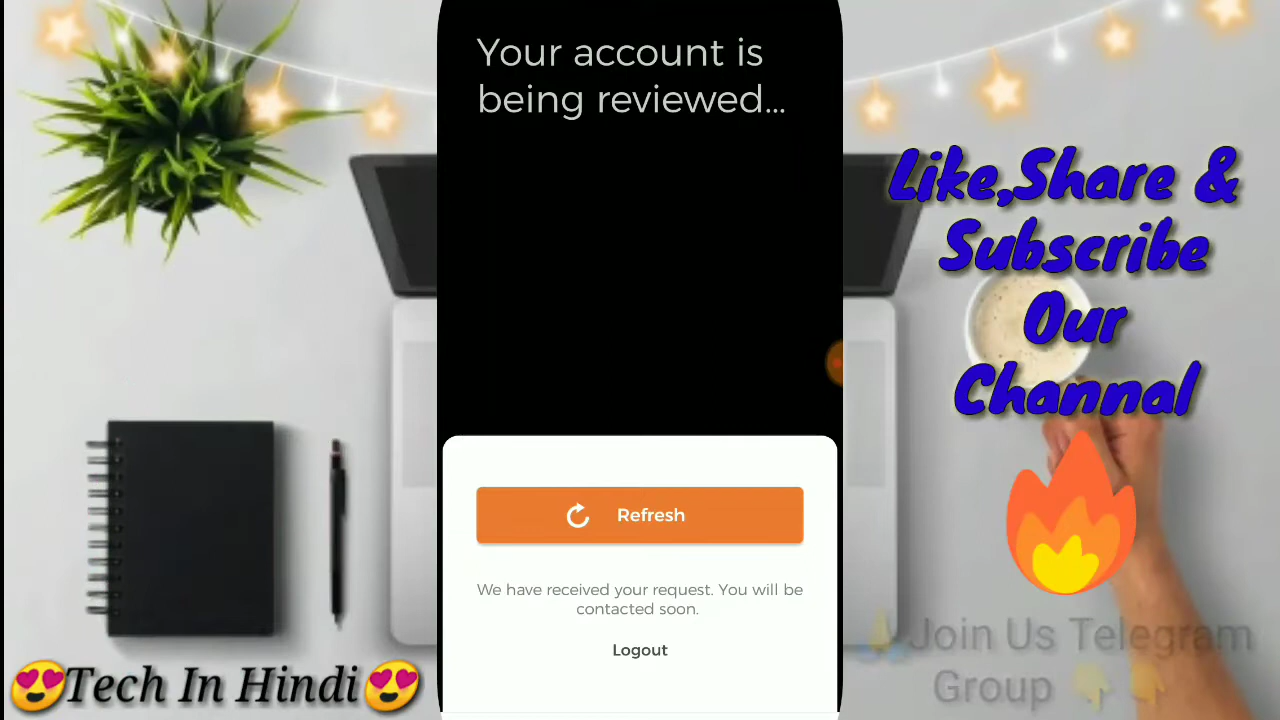 Your account is
being reviewed...
Refresh
We have received your request. You will be
contacted soon.
Logout
Like,Share &
Subscribe
Our
Channal
Join Us Telegram
Group
Tech In Hindi